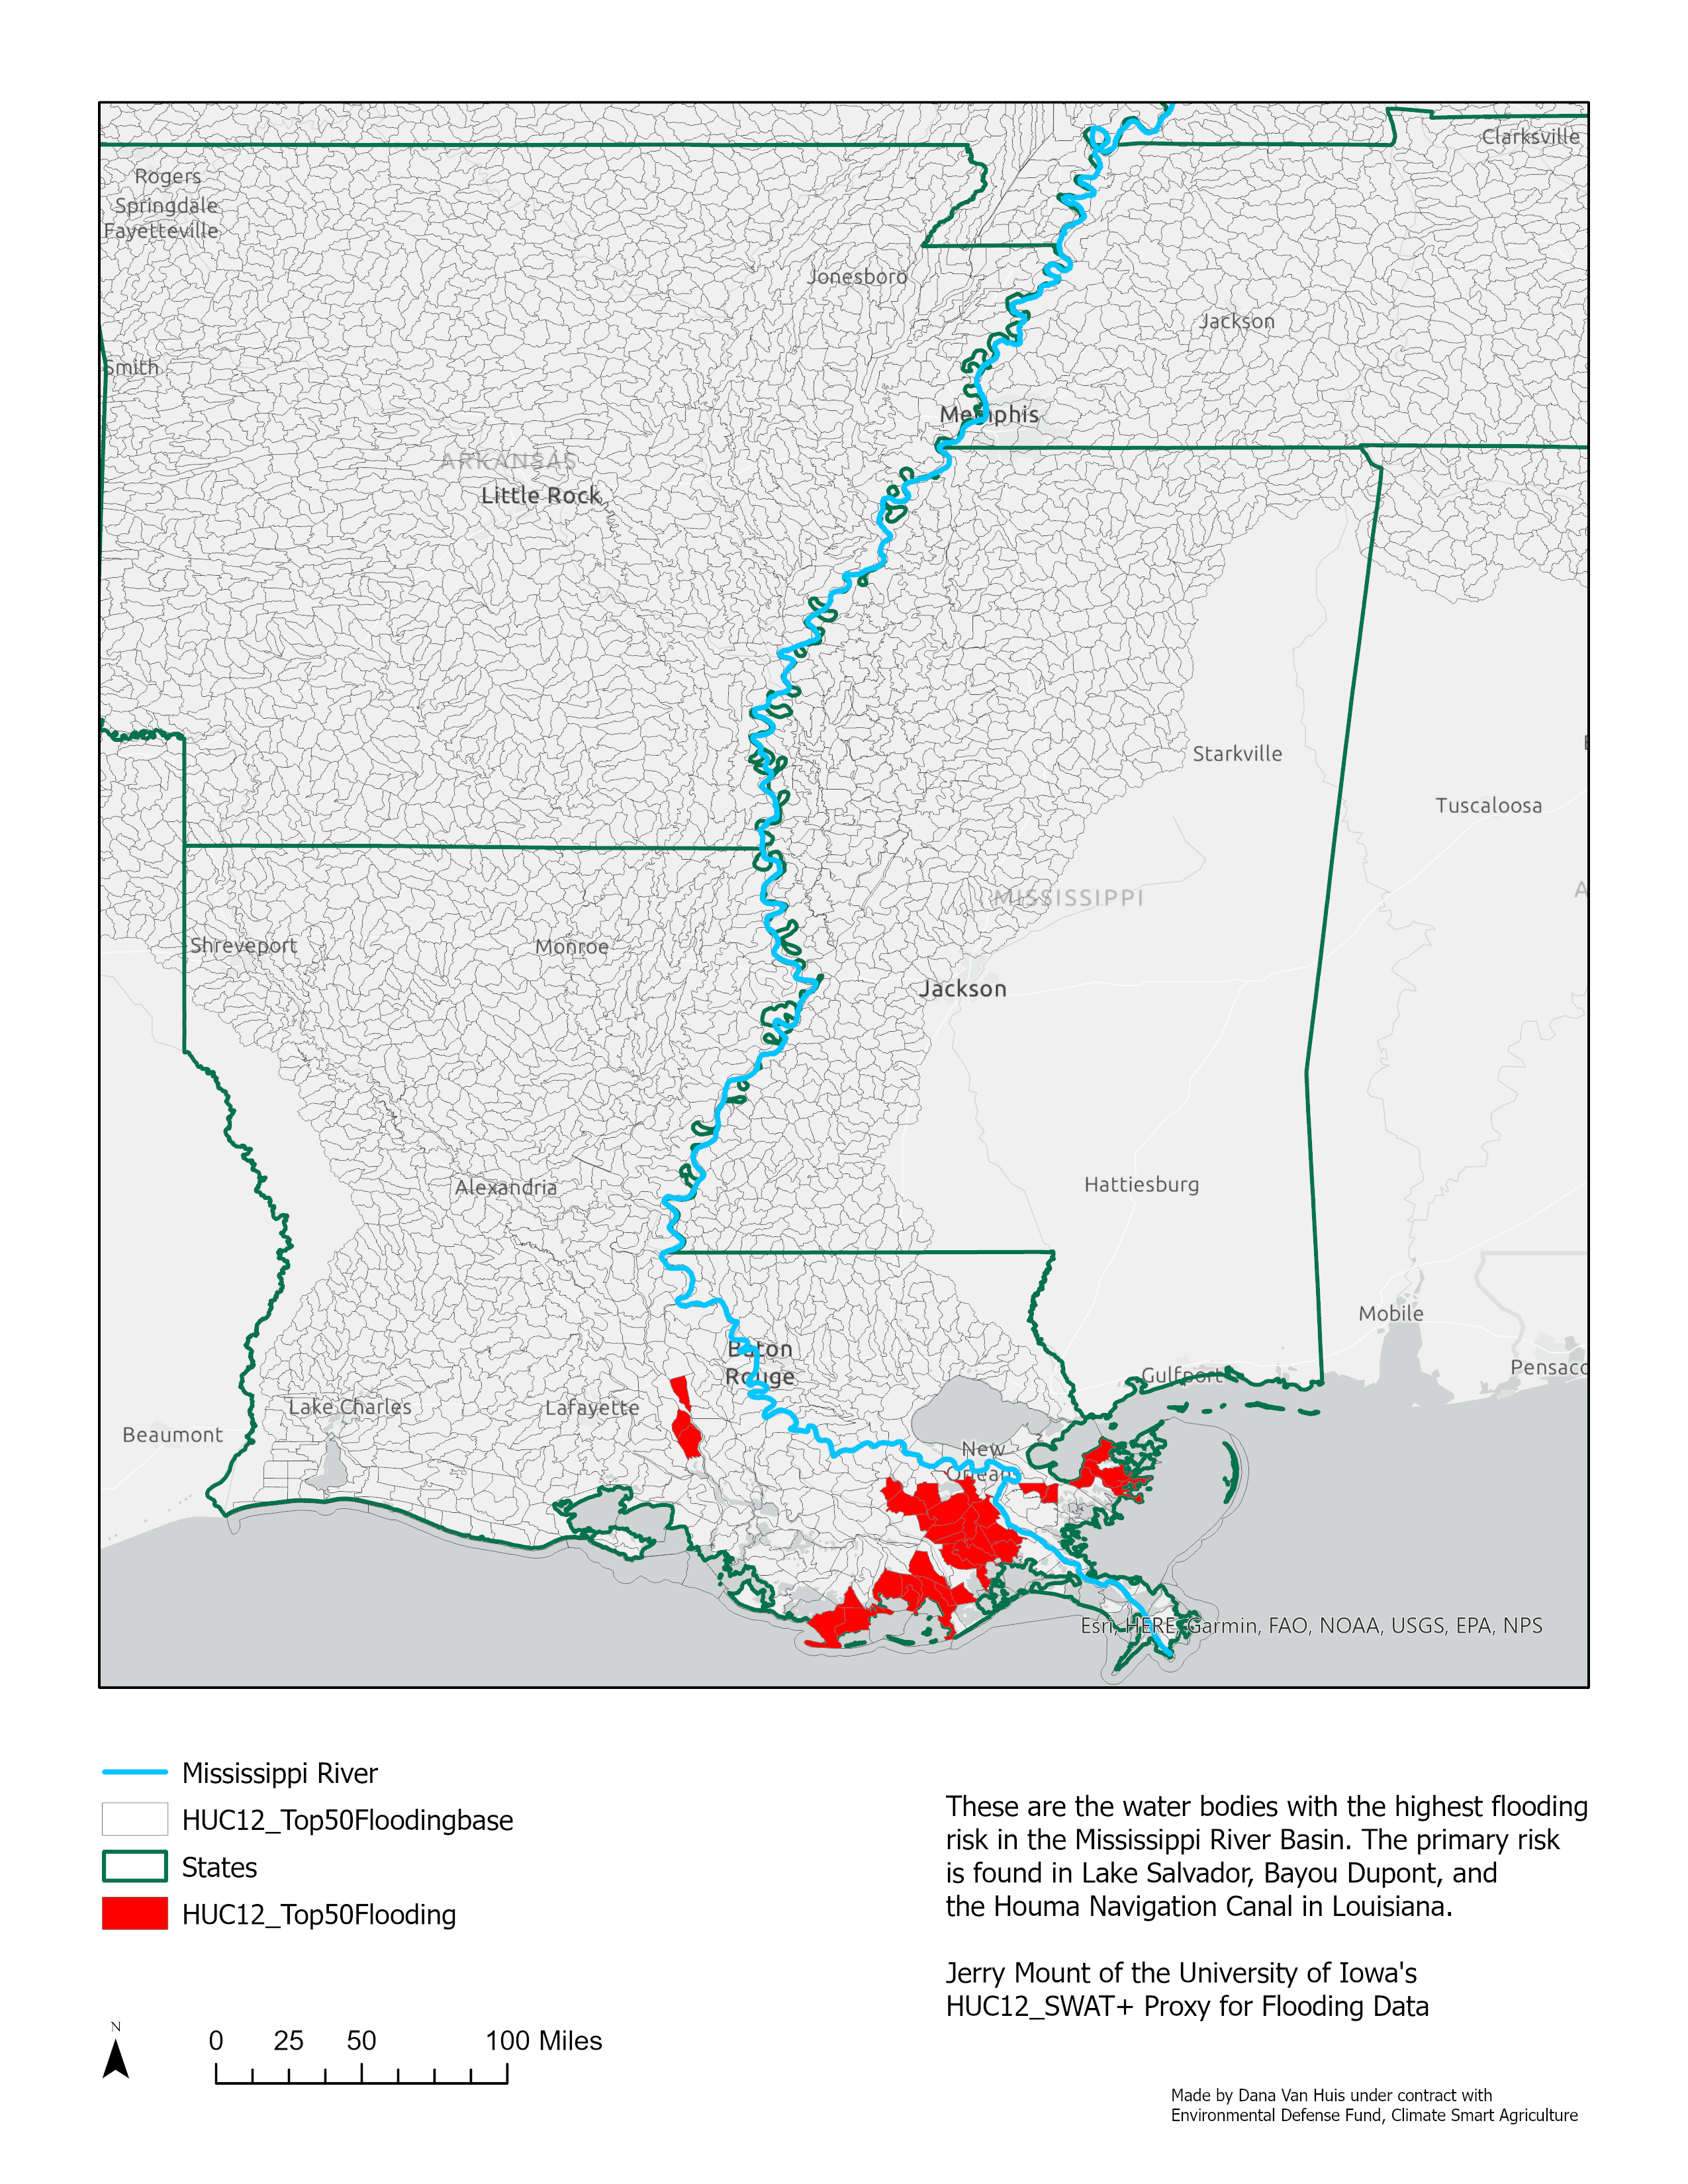 Clarksville
Rogers
Springdale
Fayetteville
Jonesboro
Jackson
Smith
Memphis
ARKANSAS
Little Rock
Starkville
Tuscaloosa
A
MISSISSIPPI
Shreveport
Monroe
Jackson
Alexandria
Hattiesburg
Mobile
Baton
Rouge
Gulfport
Pensaco
Lake Charles
Lafayette
Beaumont
New
Orleans
Esri, HERE, Garmin, FAO, NOAA, USGS, EPA, NPS
Mississippi River
HUC12_Top50Floodingbase
States
HUC12_Top50Flooding
These are the water bodies with the highest flooding
risk in the Mississippi River Basin. The primary risk
is found in Lake Salvador, Bayou Dupont, and
the Houma Navigation Canal in Louisiana.
Jerry Mount of the University of Iowa's
HUC12_SWAT+ Proxy for Flooding Data
N
0 25 50 100 Miles
Made by Dana Van Huis under contract with
Environmental Defense Fund, Climate Smart Agriculture